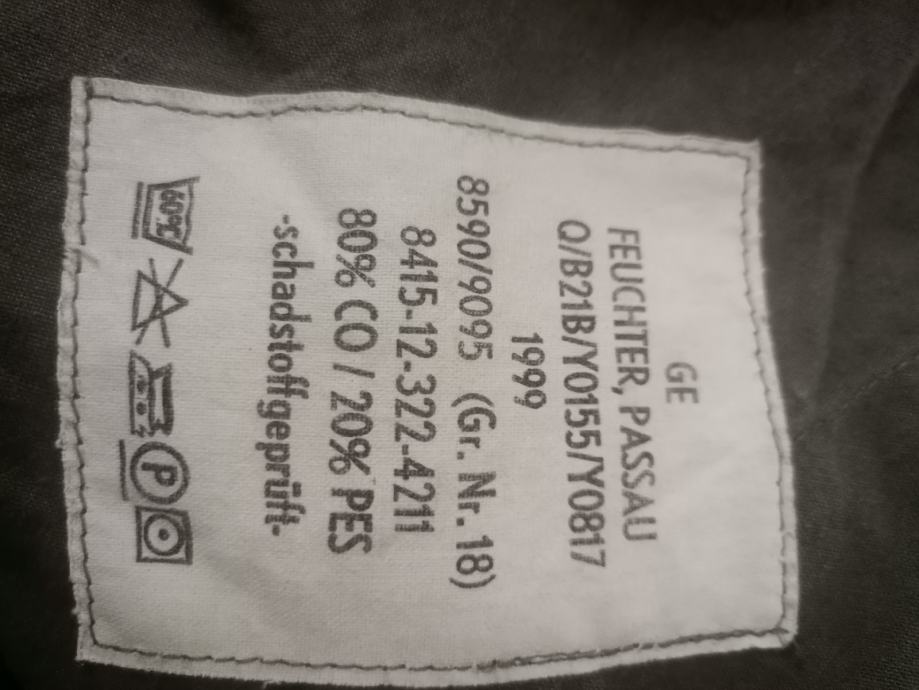 GE
FEUCHTER, PASSAU
Q/B21B/Y0155/Y0817
1999
8590/9095 (Gr. Nr. 18)
8415-12-322-4211
80% CO / 20% PES
-schadstoffgeprüft-
60°C P